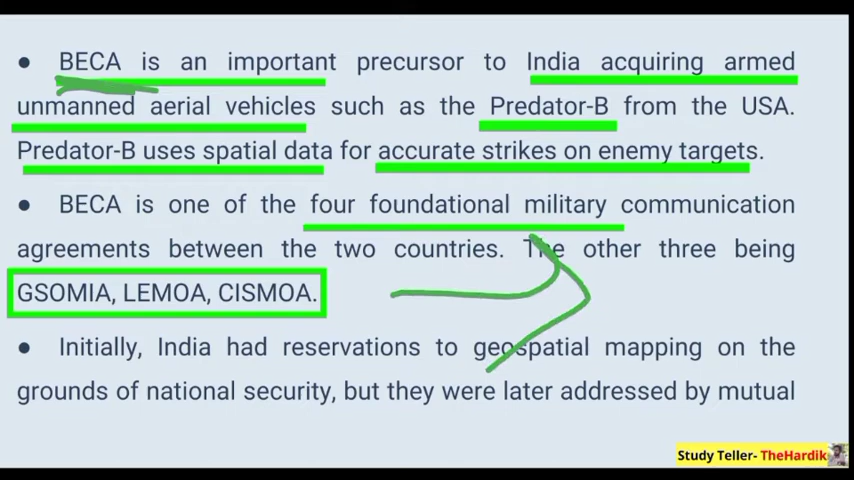 ● BECA is an important precursor to India acquiring armed
unmanned aerial vehicles such as the Predator-B from the USA.
Predator-B uses spatial data for accurate strikes on enemy targets.
● BECA is one of the four foundational military communication
agreements between the two countries. The other three being
GSOMIA, LEMOA, CISMOA.
● Initially, India had reservations to geospatial mapping on the
grounds of national security, but they were later addressed by mutual
Study Teller- TheHardik